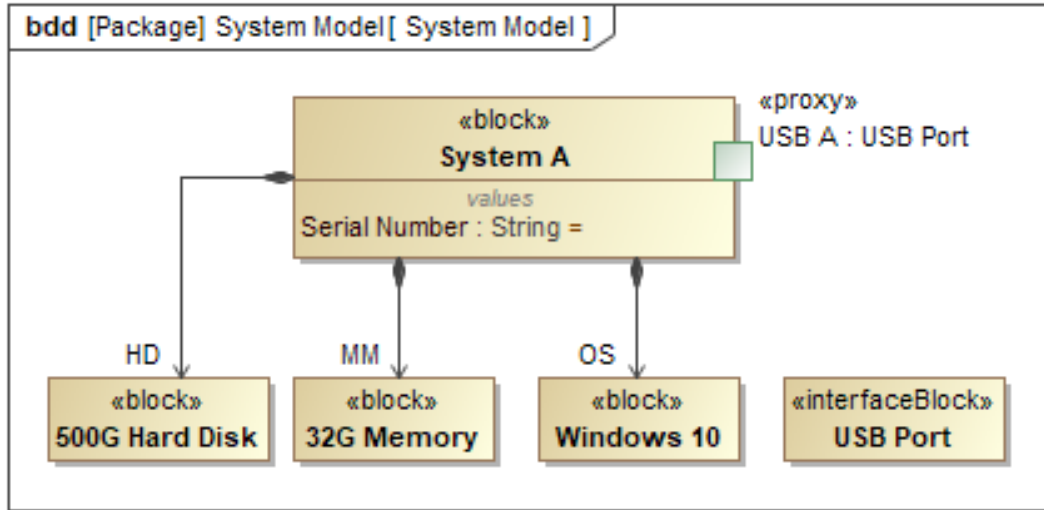 bdd [Package] System Model[ System Model ]
«block»
System A
values
Serial Number : String =
«proxy»
USB A : USB Port
HD
MM
OS
«block»
500G Hard Disk
«block»
32G Memory
«block»
Windows 10
«interfaceBlock»
USB Port